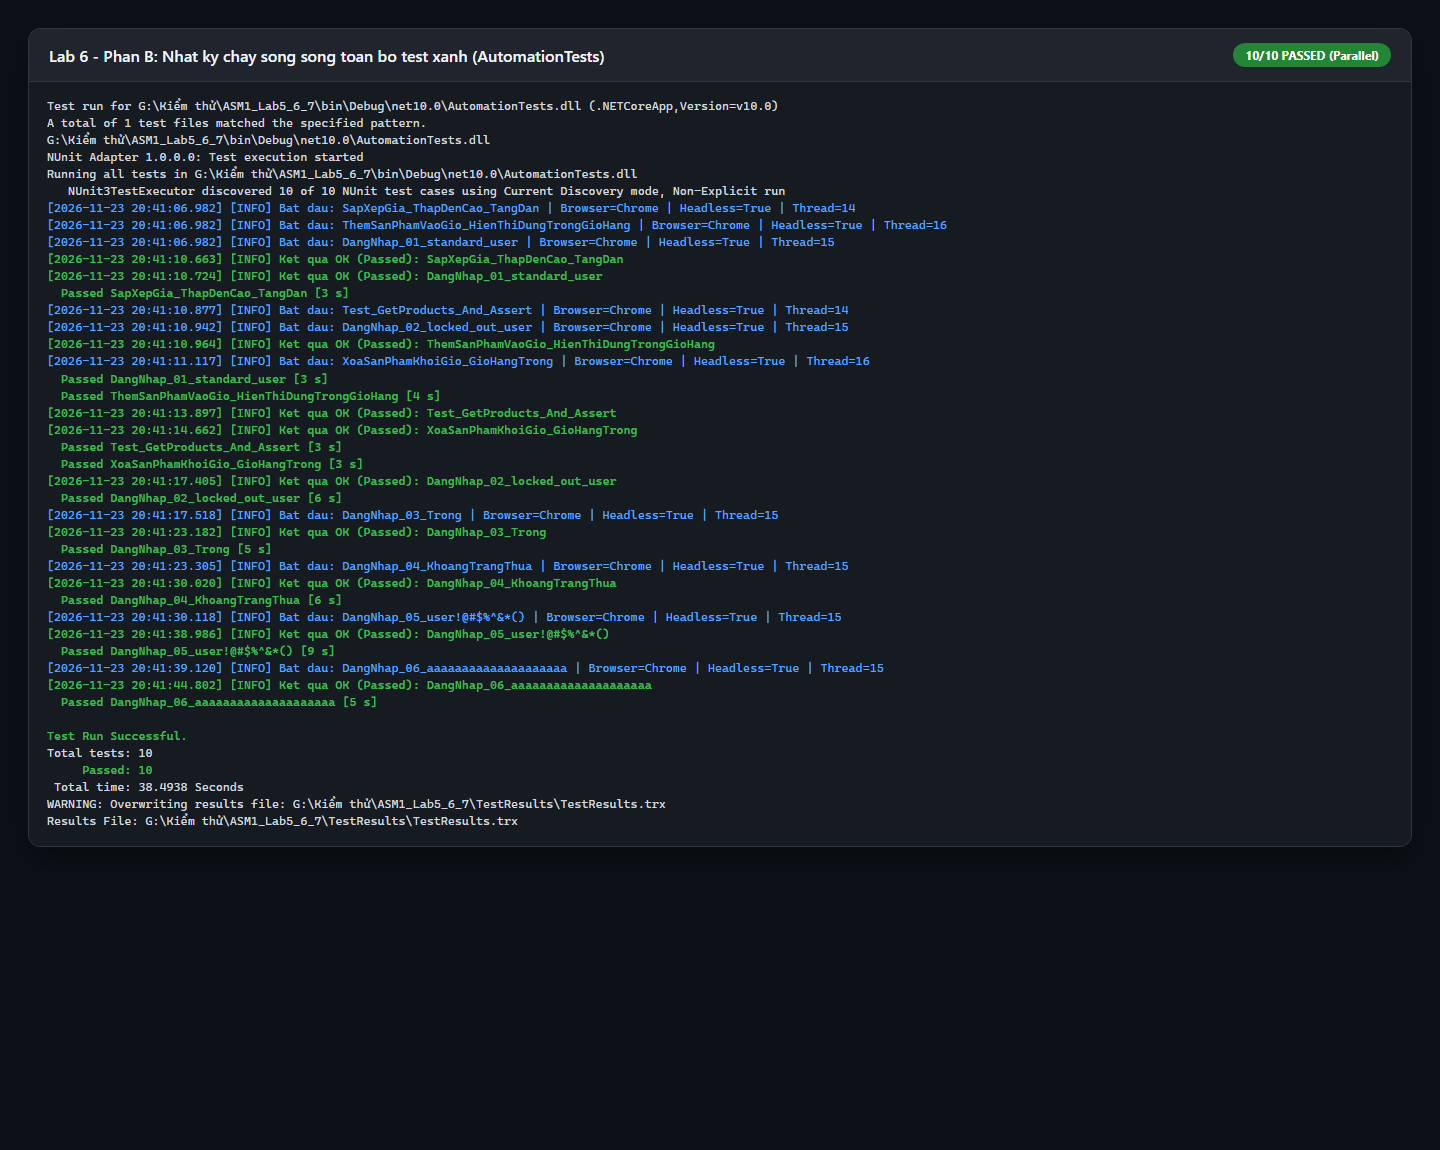 Lab 6 - Phan B: Nhat ky chay song song toan bo test xanh (AutomationTests)
10/10 PASSED (Parallel)
Test run for G:\Kiểm thử\ASM1_Lab5_6_7\bin\Debug\net10.0\AutomationTests.dll (.NETCoreApp,Version=v10.0)
A total of 1 test files matched the specified pattern.
G:\Kiểm thử\ASM1_Lab5_6_7\bin\Debug\net10.0\AutomationTests.dll
NUnit Adapter 1.0.0.0: Test execution started
Running all tests in G:\Kiểm thử\ASM1_Lab5_6_7\bin\Debug\net10.0\AutomationTests.dll
   NUnit3TestExecutor discovered 10 of 10 NUnit test cases using Current Discovery mode, Non-Explicit run
[2026-11-23 20:41:06.982] [INFO] Bat dau: SapXepGia_ThapDenCao_TangDan | Browser=Chrome | Headless=True | Thread=14
[2026-11-23 20:41:06.982] [INFO] Bat dau: ThemSanPhamVaoGio_HienThiDungTrongGioHang | Browser=Chrome | Headless=True | Thread=16
[2026-11-23 20:41:06.982] [INFO] Bat dau: DangNhap_01_standard_user | Browser=Chrome | Headless=True | Thread=15
[2026-11-23 20:41:10.663] [INFO] Ket qua OK (Passed): SapXepGia_ThapDenCao_TangDan
[2026-11-23 20:41:10.724] [INFO] Ket qua OK (Passed): DangNhap_01_standard_user
  Passed SapXepGia_ThapDenCao_TangDan [3 s]
[2026-11-23 20:41:10.877] [INFO] Bat dau: Test_GetProducts_And_Assert | Browser=Chrome | Headless=True | Thread=14
[2026-11-23 20:41:10.942] [INFO] Bat dau: DangNhap_02_locked_out_user | Browser=Chrome | Headless=True | Thread=15
[2026-11-23 20:41:10.964] [INFO] Ket qua OK (Passed): ThemSanPhamVaoGio_HienThiDungTrongGioHang
[2026-11-23 20:41:11.117] [INFO] Bat dau: XoaSanPhamKhoiGio_GioHangTrong | Browser=Chrome | Headless=True | Thread=16
  Passed DangNhap_01_standard_user [3 s]
  Passed ThemSanPhamVaoGio_HienThiDungTrongGioHang [4 s]
[2026-11-23 20:41:13.897] [INFO] Ket qua OK (Passed): Test_GetProducts_And_Assert
[2026-11-23 20:41:14.662] [INFO] Ket qua OK (Passed): XoaSanPhamKhoiGio_GioHangTrong
  Passed Test_GetProducts_And_Assert [3 s]
  Passed XoaSanPhamKhoiGio_GioHangTrong [3 s]
[2026-11-23 20:41:17.405] [INFO] Ket qua OK (Passed): DangNhap_02_locked_out_user
  Passed DangNhap_02_locked_out_user [6 s]
[2026-11-23 20:41:17.518] [INFO] Bat dau: DangNhap_03_Trong | Browser=Chrome | Headless=True | Thread=15
[2026-11-23 20:41:23.182] [INFO] Ket qua OK (Passed): DangNhap_03_Trong
  Passed DangNhap_03_Trong [5 s]
[2026-11-23 20:41:23.305] [INFO] Bat dau: DangNhap_04_KhoangTrangThua | Browser=Chrome | Headless=True | Thread=15
[2026-11-23 20:41:30.020] [INFO] Ket qua OK (Passed): DangNhap_04_KhoangTrangThua
  Passed DangNhap_04_KhoangTrangThua [6 s]
[2026-11-23 20:41:30.118] [INFO] Bat dau: DangNhap_05_user!@#$%^&*() | Browser=Chrome | Headless=True | Thread=15
[2026-11-23 20:41:38.986] [INFO] Ket qua OK (Passed): DangNhap_05_user!@#$%^&*()
  Passed DangNhap_05_user!@#$%^&*() [9 s]
[2026-11-23 20:41:39.120] [INFO] Bat dau: DangNhap_06_aaaaaaaaaaaaaaaaaaaa | Browser=Chrome | Headless=True | Thread=15
[2026-11-23 20:41:44.802] [INFO] Ket qua OK (Passed): DangNhap_06_aaaaaaaaaaaaaaaaaaaa
  Passed DangNhap_06_aaaaaaaaaaaaaaaaaaaa [5 s]

Test Run Successful.
Total tests: 10
     Passed: 10
 Total time: 38.4938 Seconds
WARNING: Overwriting results file: G:\Kiểm thử\ASM1_Lab5_6_7\TestResults\TestResults.trx
Results File: G:\Kiểm thử\ASM1_Lab5_6_7\TestResults\TestResults.trx